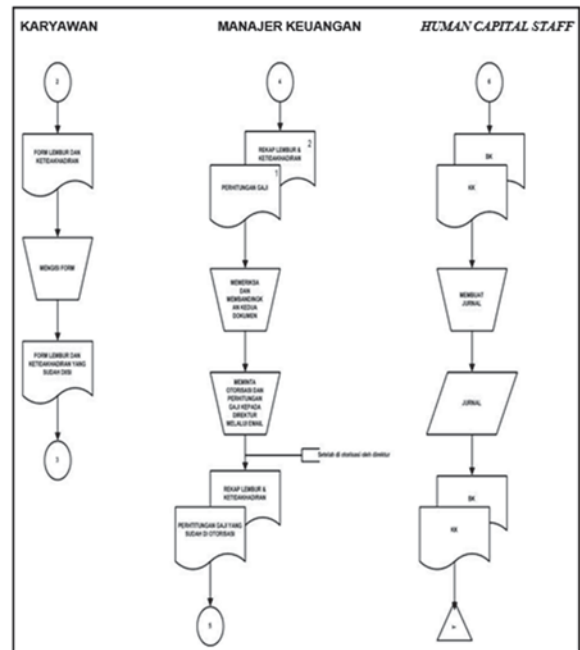 KARYAWAN
MANAJER KEUANGAN
HUMAN CAPITAL STAFF
2
FORM LEMBUR DAN
KETIDAKHADIRAN
MENGISI FORM
FORM LEMBUR DAN
KETIDAKHADIRAN YANG
SUDAH DIISI
3
4
2
REKAP LEMBUR &
KETIDAKHADIRAN
1
PERHITUNGAN GAJI
MEMERIKSA
DAN
MEMBANDINGK
AN KEDUA
DOKUMEN
MEMINTA
OTORISASI DAN
PERHITUNGAN
GAJI KEPADA
DIREKTUR
MELALUI EMAIL
Setelah di otorisasi oleh direktur
REKAP LEMBUR &
KETIDAKHADIRAN
PERHTITUNGAN GAJI YANG
SUDAH DI OTORISASI
5
BK
KK
MEMBUAT
JURNAL
JURNAL
BK
KK